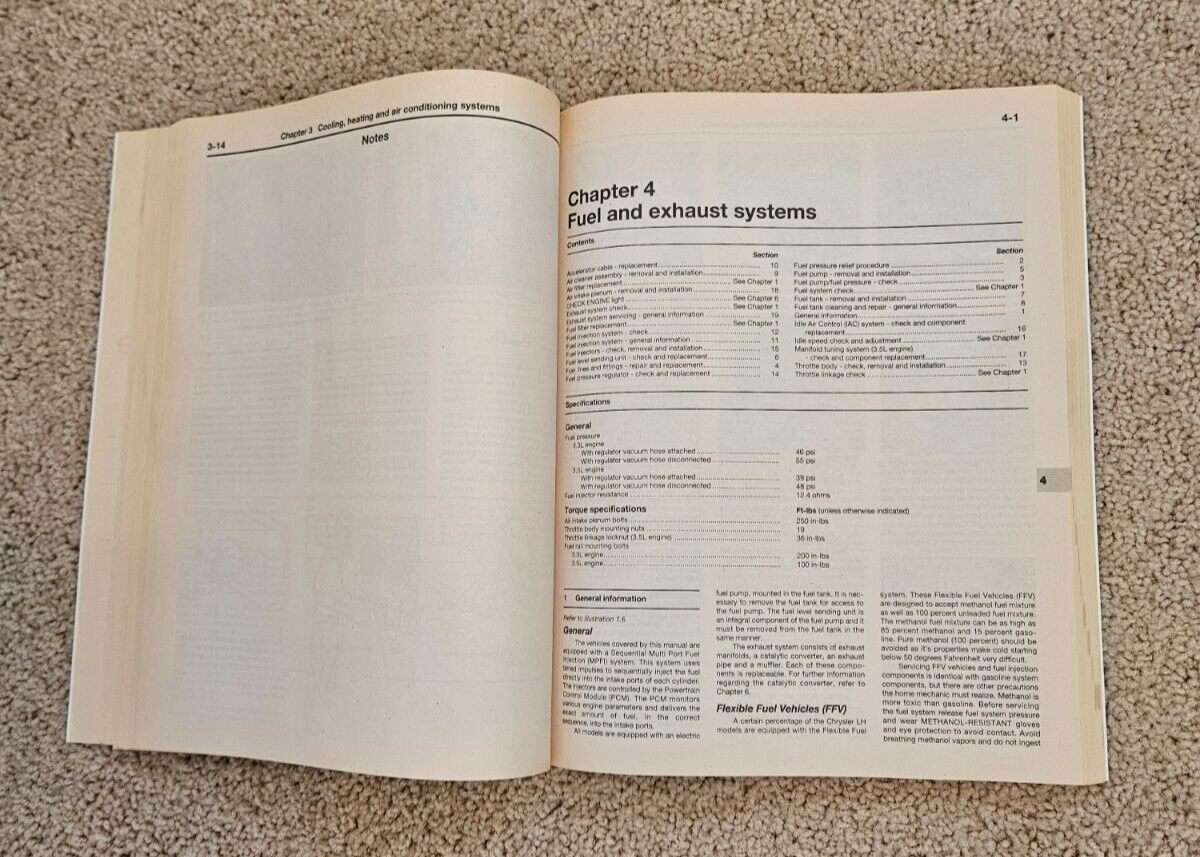 3-14
Chapter 3 Cooling, heating and air conditioning systems
Notes
4-1
Chapter 4
Fuel and exhaust systems
Contents
Section
Accelerator cable - replacement 10
Air cleaner assembly - removal and installation 9
Air filter replacement See Chapter 1
Air intake plenum - removal and installation 18
CHECK ENGINE light See Chapter 6
Exhaust system check See Chapter 1
Exhaust system servicing - general information 19
Fuel filter replacement See Chapter 1
Fuel injection system - check 12
Fuel injection system - general information 11
Fuel injectors - check, removal and installation 15
Fuel level sending unit - check and replacement 6
Fuel lines and fittings - repair and replacement 4
Fuel pressure regulator - check and replacement 14
Section
Fuel pressure relief procedure 2
Fuel pump - removal and installation 5
Fuel pump/fuel pressure - check 3
Fuel system check See Chapter 1
Fuel tank - removal and installation 7
Fuel tank cleaning and repair - general information 8
General information 1
Idle Air Control (IAC) system - check and component
replacement 16
Idle speed check and adjustment See Chapter 1
Manifold tuning system (3.5L engine)
- check and component replacement 17
Throttle body - check, removal and installation 13
Throttle linkage check See Chapter 1
Specifications
General
Fuel pressure
3.3L engine
With regulator vacuum hose attached 46 psi
With regulator vacuum hose disconnected 55 psi
3.5L engine
With regulator vacuum hose attached 39 psi
With regulator vacuum hose disconnected 48 psi
Fuel injector resistance 12.4 ohms
Torque specifications Ft-lbs (unless otherwise indicated)
Air intake plenum bolts 250 in-lbs
Throttle body mounting nuts 19
Throttle linkage locknut (3.5L engine) 36 in-lbs
Fuel rail mounting bolts
3.3L engine 200 in-lbs
3.5L engine 100 in-lbs
4
1 General information
Refer to illustration 1.6
General
The vehicles covered by this manual are
equipped with a Sequential Multi Port Fuel
Injection (MPFI) system. This system uses
timed impulses to sequentially inject the fuel
directly into the intake ports of each cylinder.
The injectors are controlled by the Powertrain
Control Module (PCM). The PCM monitors
various engine parameters and delivers the
exact amount of fuel, in the correct
sequence, into the intake ports.
All models are equipped with an electric
fuel pump, mounted in the fuel tank. It is nec-
essary to remove the fuel tank for access to
the fuel pump. The fuel level sending unit is
an integral component of the fuel pump and it
must be removed from the fuel tank in the
same manner.
The exhaust system consists of exhaust
manifolds, a catalytic converter, an exhaust
pipe and a muffler. Each of these compo-
nents is replaceable. For further information
regarding the catalytic converter, refer to
Chapter 6.
Flexible Fuel Vehicles (FFV)
A certain percentage of the Chrysler LH
models are equipped with the Flexible Fuel
system. These Flexible Fuel Vehicles (FFV)
are designed to accept methanol fuel mixture
as well as 100 percent unleaded fuel mixture.
The methanol fuel mixture can be as high as
85 percent methanol and 15 percent gaso-
line. Pure methanol (100 percent) should be
avoided as it's properties make cold starting
below 50 degrees Fahrenheit very difficult.
Servicing FFV vehicles and fuel injection
components is identical with gasoline system
components, but there are other precautions
the home mechanic must realize. Methanol is
more toxic than gasoline. Before servicing
the fuel system release fuel system pressure
and wear METHANOL-RESISTANT gloves
and eye protection to avoid contact. Avoid
breathing methanol vapors and do not ingest